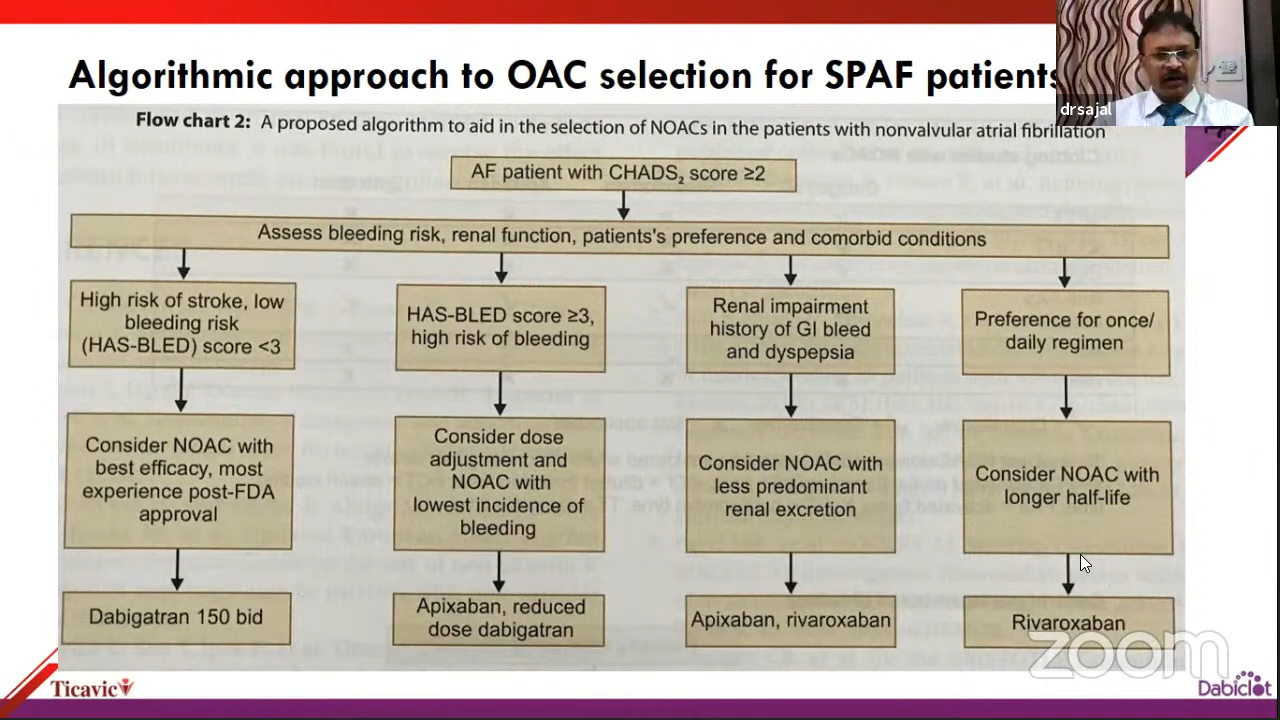 Algorithmic approach to OAC selection for SPAF patients
drsajal
Flow chart 2: A proposed algorithm to aid in the selection of NOACs in the patients with nonvalvular atrial fibrillation
AF patient with CHADS₂ score ≥2
Assess bleeding risk, renal function, patients's preference and comorbid conditions
High risk of stroke, low
bleeding risk
(HAS-BLED) score <3
HAS-BLED score ≥3,
high risk of bleeding
Renal impairment
history of GI bleed
and dyspepsia
Preference for once/
daily regimen
Consider NOAC with
best efficacy, most
experience post-FDA
approval
Consider dose
adjustment and
NOAC with
lowest incidence of
bleeding
Consider NOAC with
less predominant
renal excretion
Consider NOAC with
longer half-life
Dabigatran 150 bid
Apixaban, reduced
dose dabigatran
Apixaban, rivaroxaban
Rivaroxaban
zoom
Ticavic
Dabiclot